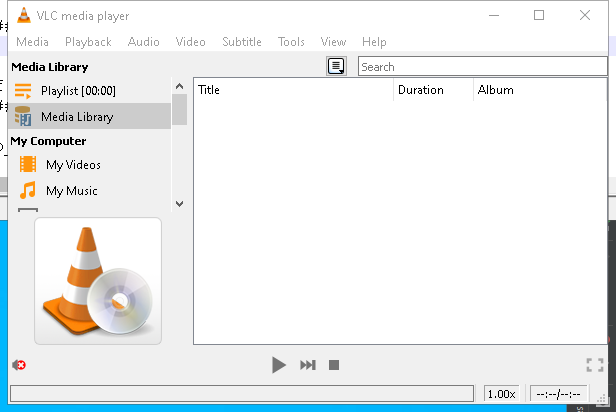 VLC media player
Media Playback Audio Video Subtitle Tools View Help
Media Library
Search
Playlist [00:00]
Title Duration Album
Media Library
My Computer
My Videos
My Music
1.00x --:--/--:--